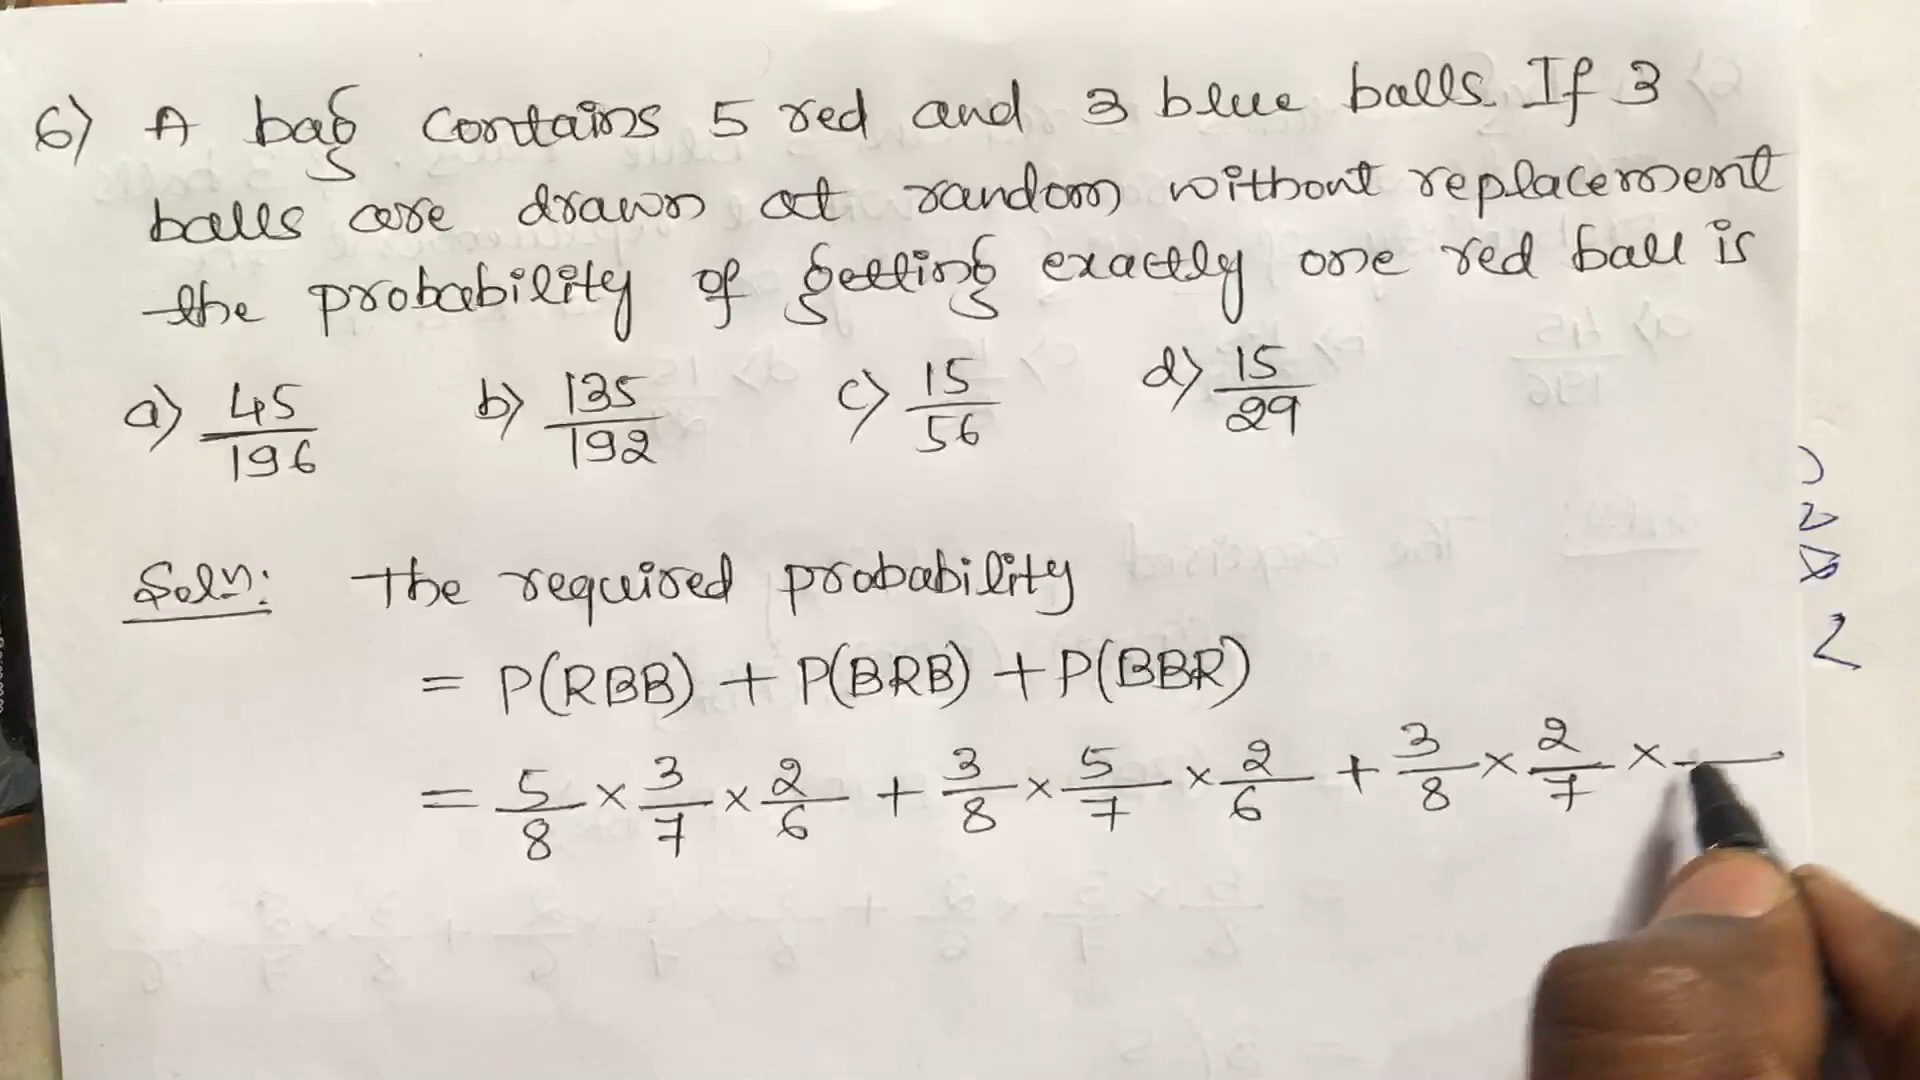 6) A bag contains 5 red and 3 blue balls. If 3
balls are drawn at random without replacement
the probability of getting exactly one red ball is
a) 45/196 b) 135/192 c) 15/56 d) 15/29
Soln: The required probability
= P(RBB) + P(BRB) + P(BBR)
= 5/8 × 3/7 × 2/6 + 3/8 × 5/7 × 2/6 + 3/8 × 2/7 ×